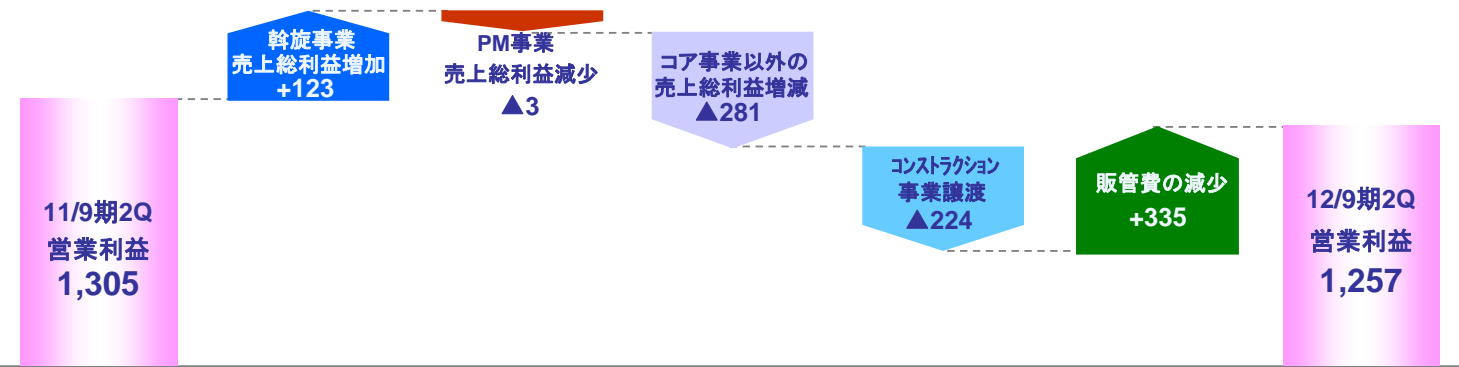 11/9期2Q
営業利益
1,305
斡旋事業
売上総利益増加
+123
PM事業
売上総利益減少
▲3
コア事業以外の
売上総利益増減
▲281
ｺﾝｽﾄﾗｸｼｮﾝ
事業譲渡
▲224
販管費の減少
+335
12/9期2Q
営業利益
1,257